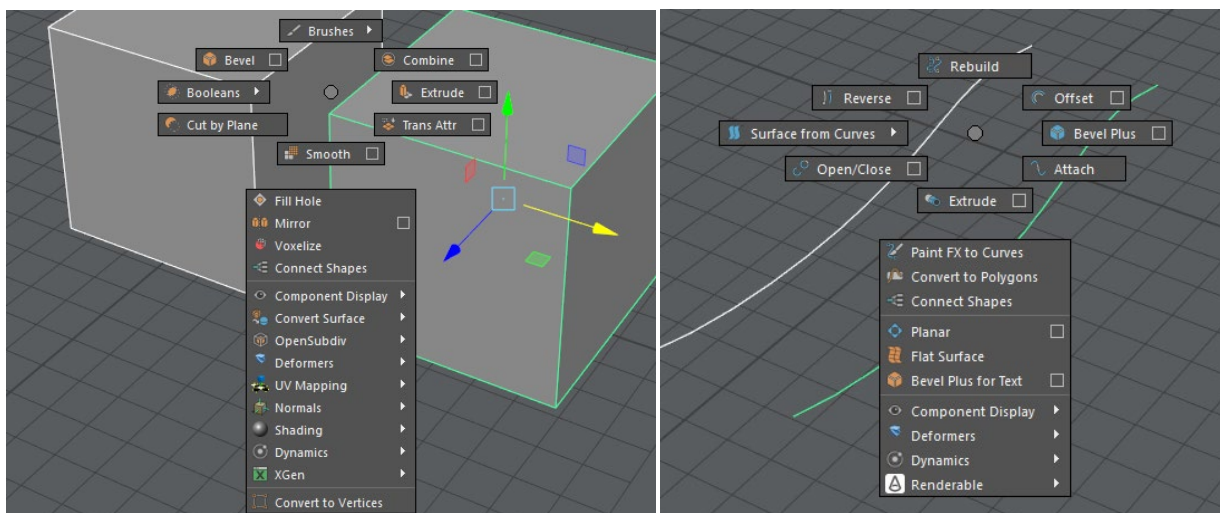 Brushes
Bevel
Combine
Booleans
Extrude
Cut by Plane
Trans Attr
Smooth
Fill Hole
Mirror
Voxelize
Connect Shapes
Component Display
Convert Surface
OpenSubdiv
Deformers
UV Mapping
Normals
Shading
Dynamics
XGen
Convert to Vertices
Rebuild
Reverse
Offset
Surface from Curves
Bevel Plus
Open/Close
Attach
Extrude
Paint FX to Curves
Convert to Polygons
Connect Shapes
Planar
Flat Surface
Bevel Plus for Text
Component Display
Deformers
Dynamics
Renderable